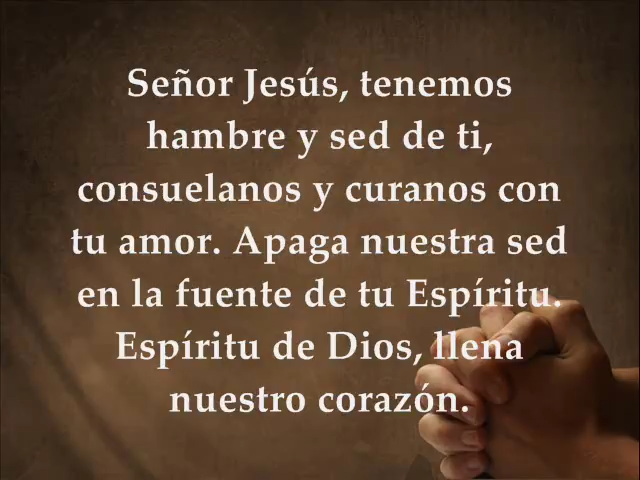 Señor Jesús, tenemos
hambre y sed de ti,
consuelanos y curanos con
tu amor. Apaga nuestra sed
en la fuente de tu Espíritu.
Espíritu de Dios, llena
nuestro corazón.